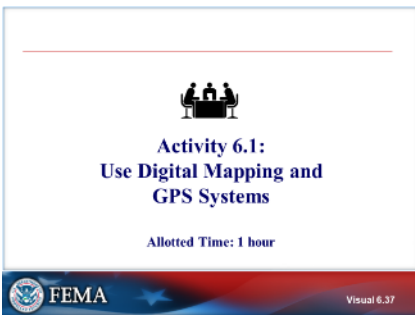 Activity 6.1:
Use Digital Mapping and
GPS Systems
Allotted Time: 1 hour
FEMA
Visual 6.37